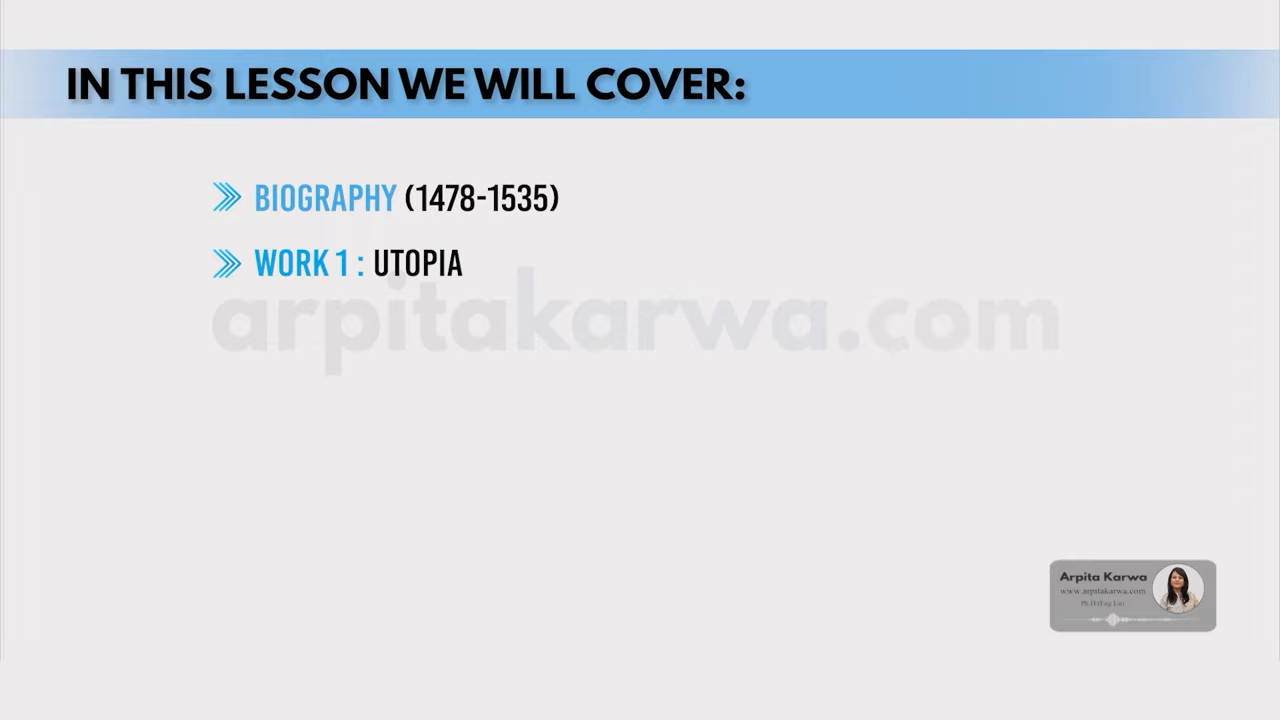 IN THIS LESSON WE WILL COVER:
BIOGRAPHY (1478-1535)
WORK 1 : UTOPIA
arpitakarwa.com
Arpita Karwa
www.arpitakarwa.com